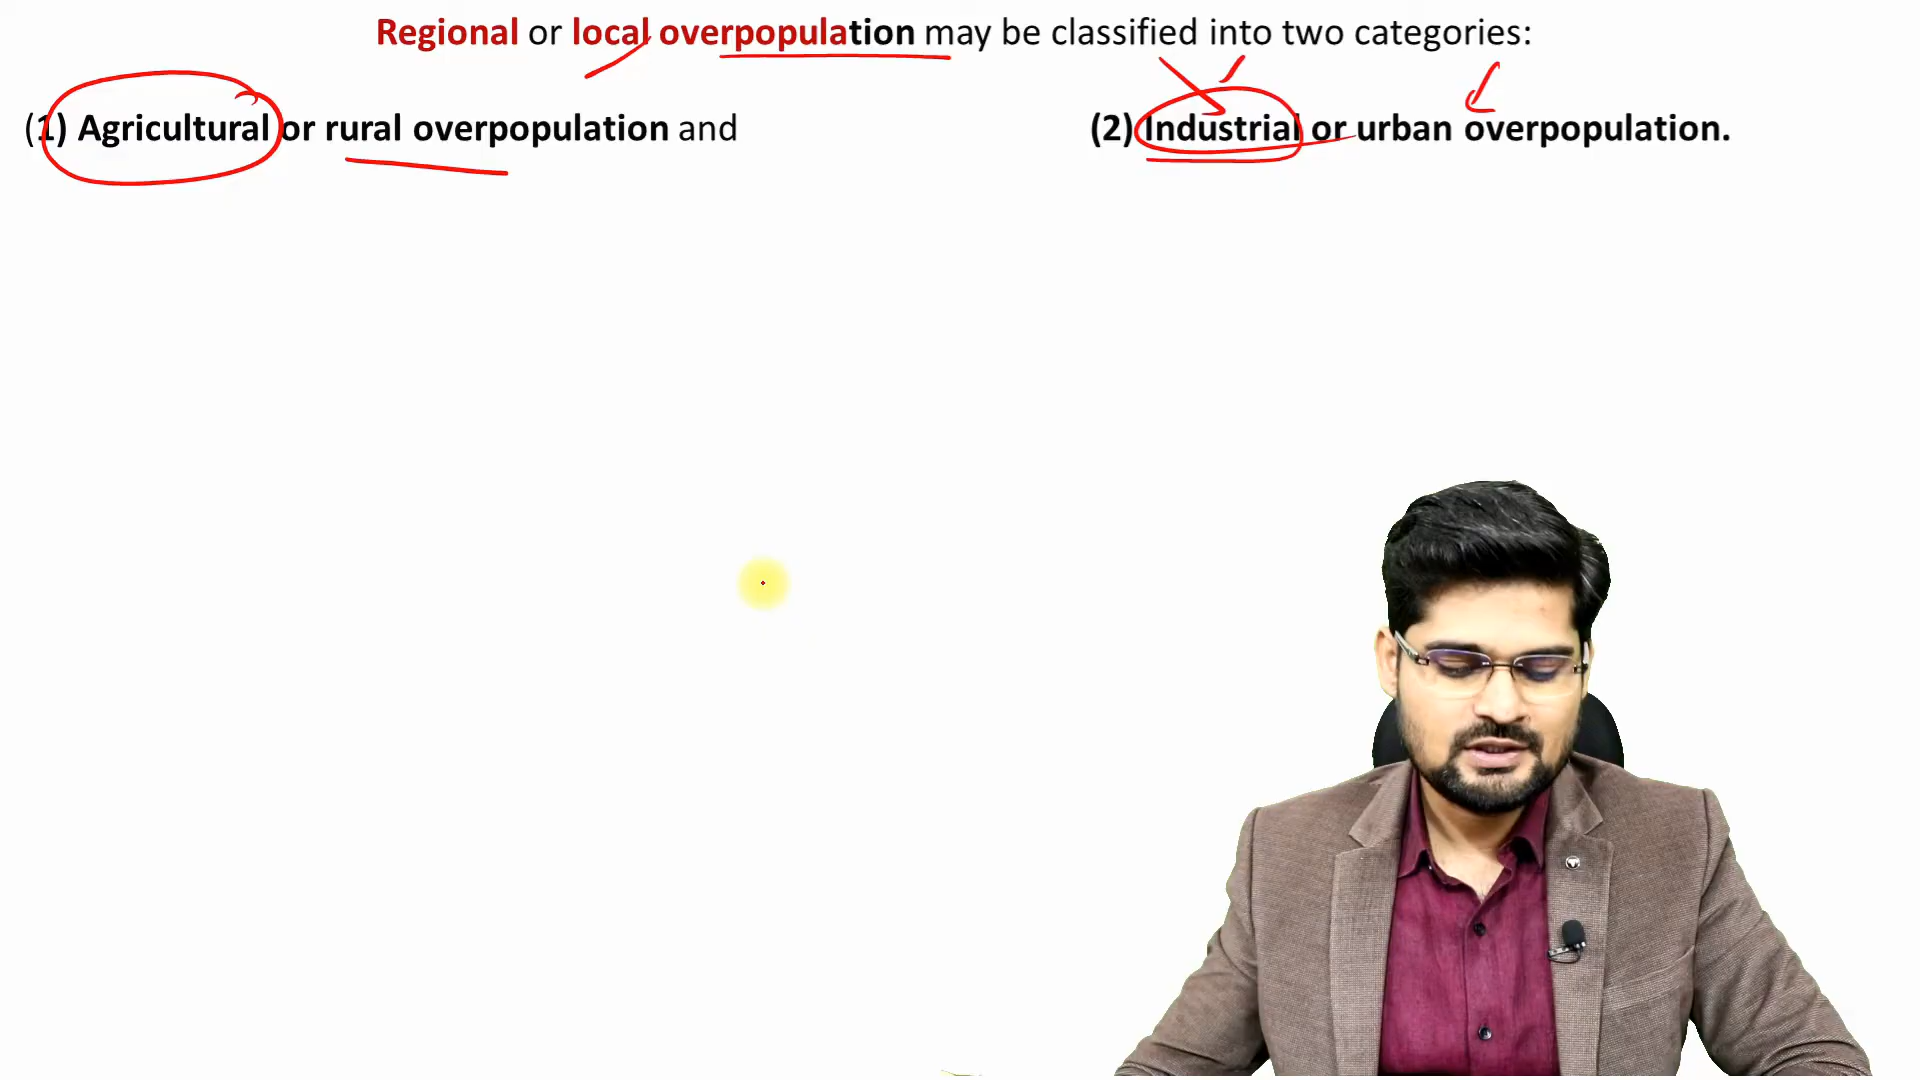 Regional or local overpopulation may be classified into two categories:
(1) Agricultural or rural overpopulation and
(2) Industrial or urban overpopulation.